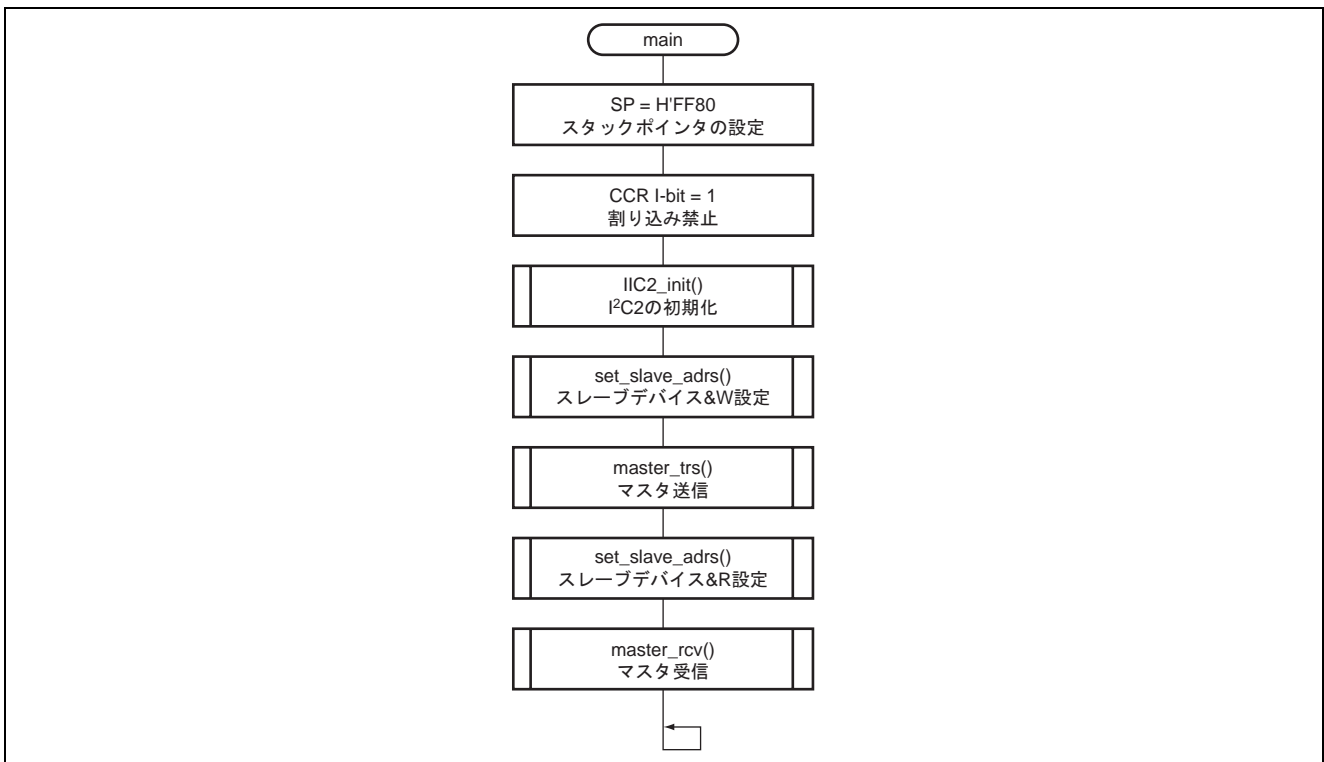 main
SP = H'FF80
スタックポインタの設定
CCR I-bit = 1
割り込み禁止
IIC2_init()
I²C2の初期化
set_slave_adrs()
スレーブデバイス&W設定
master_trs()
マスタ送信
set_slave_adrs()
スレーブデバイス&R設定
master_rcv()
マスタ受信